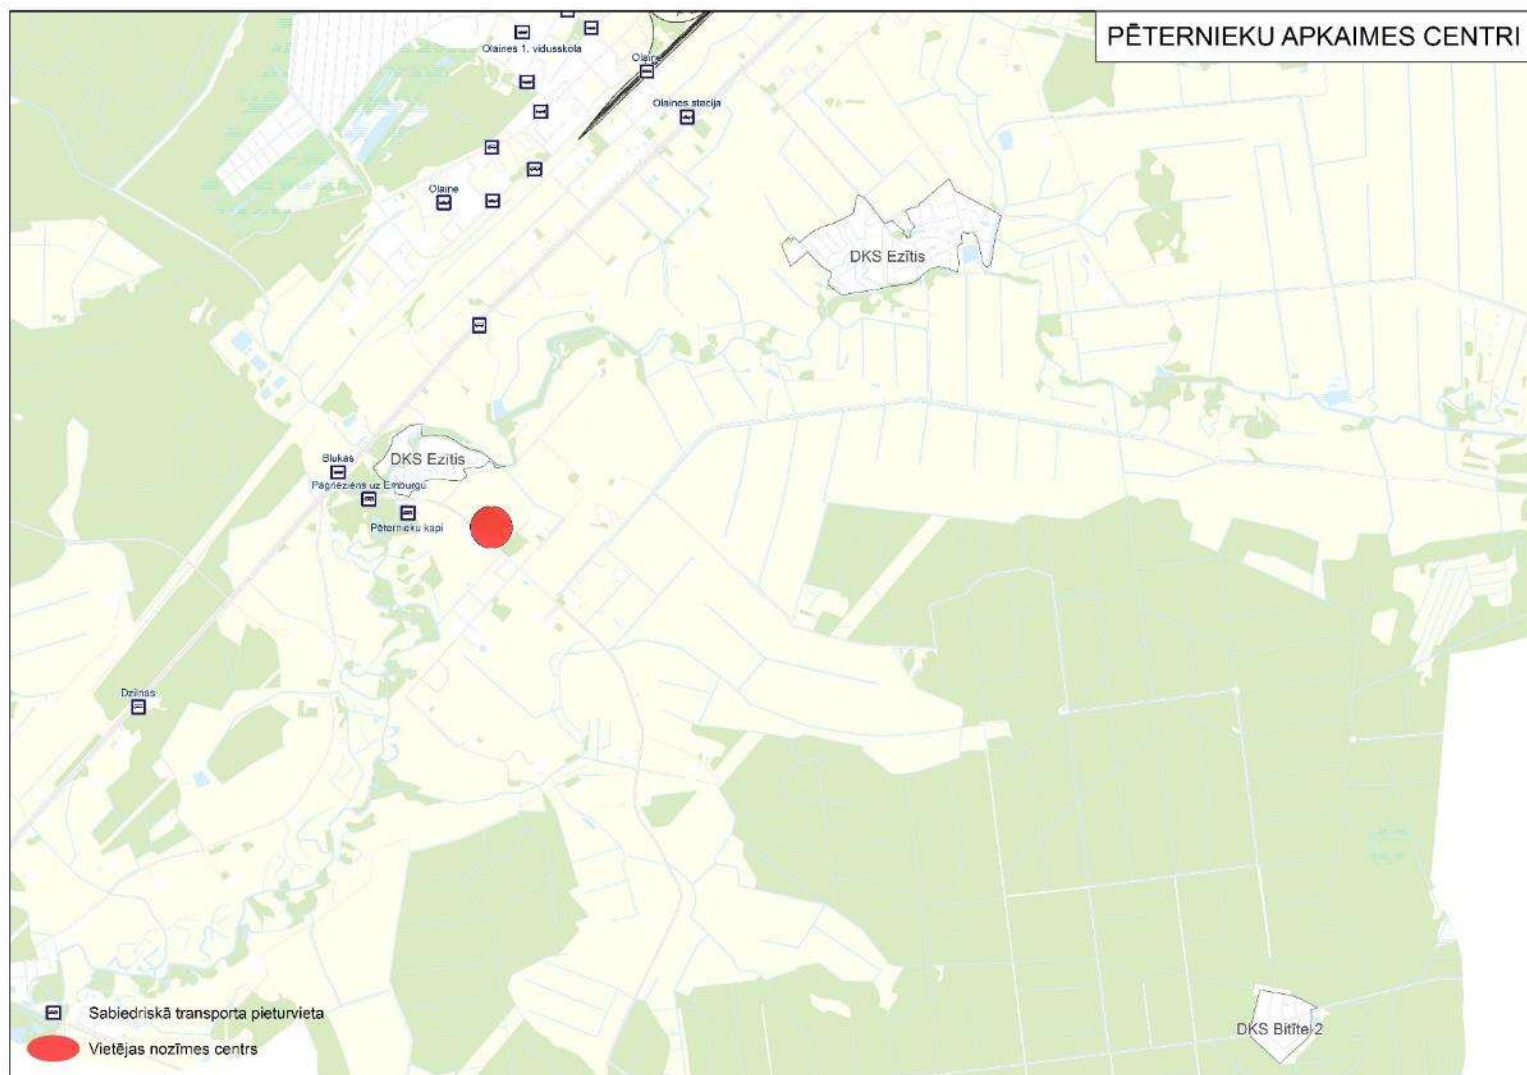 PĒTERNIEKU APKAIMES CENTRI
Olaines 1. vidusskola
Olaine
Olaines stacija
Olaine
DKS Ezītis
Blukas
DKS Ezītis
Pagrieziens uz Emburgu
Pēternieku kapi
Dzilnas
Sabiedriskā transporta pieturvieta
DKS Bitīte-2
Vietējas nozīmes centrs